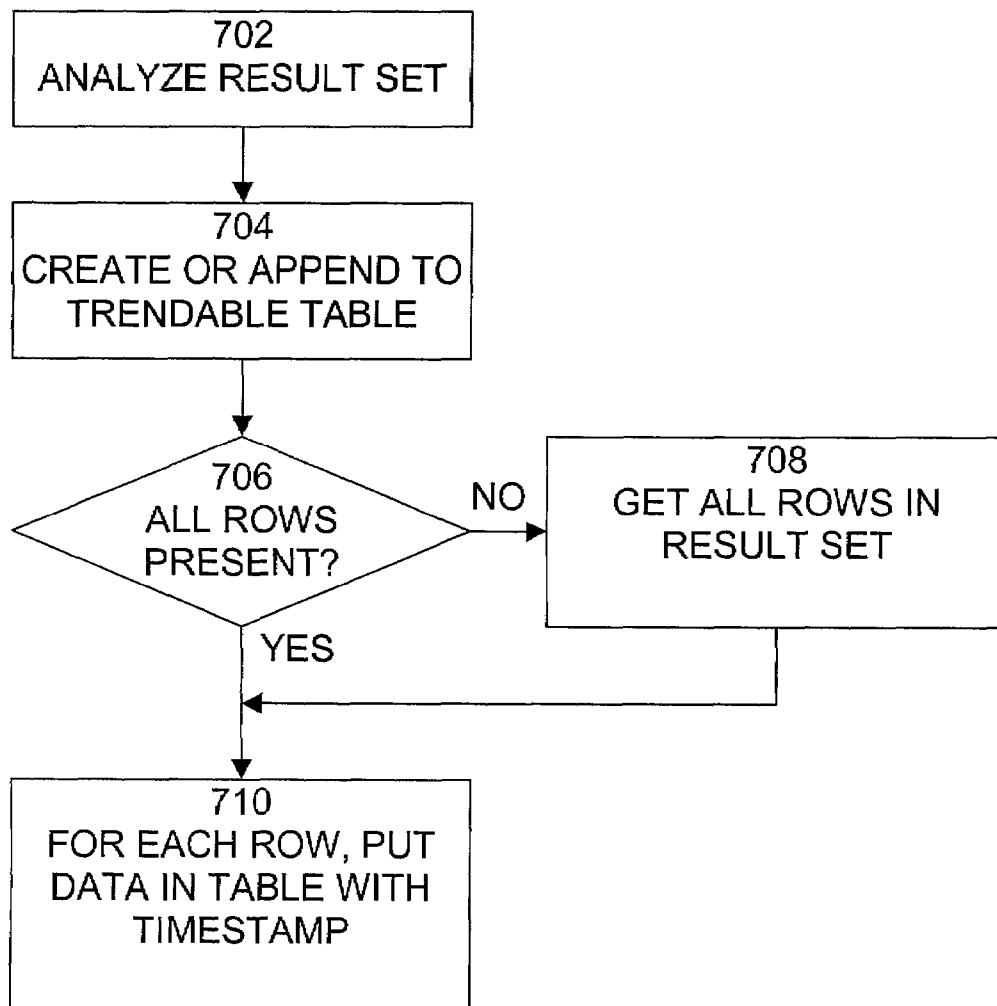 702
ANALYZE RESULT SET
704
CREATE OR APPEND TO
TRENDABLE TABLE
706
ALL ROWS
PRESENT?
NO
708
GET ALL ROWS IN
RESULT SET
YES
710
FOR EACH ROW, PUT
DATA IN TABLE WITH
TIMESTAMP